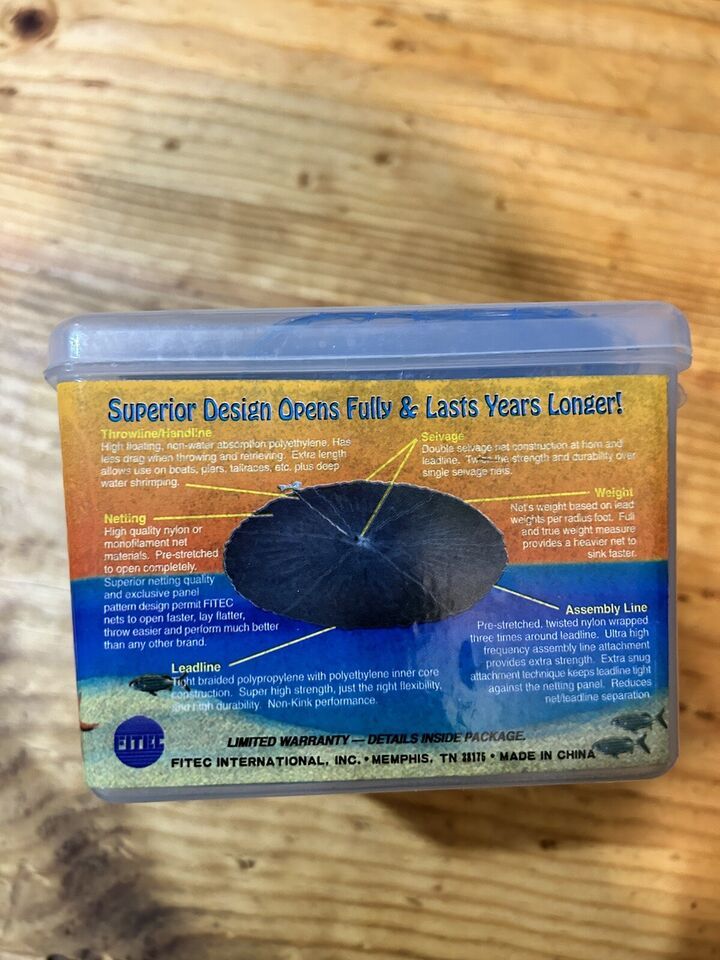 Superior Design Opens Fully & Lasts Years Longer!
Throwline/Handline
High floating, non-water absorption polyethylene. Has
less drag when throwing and retrieving. Extra length
allows use on boats, piers, tailraces, etc. plus deep
water shrimping.
Selvage
Double selvage net construction at horn and
leadline. Twice the strength and durability over
single selvage nets.
Netting
High quality nylon or
monofilament net
materials. Pre-stretched
to open completely.
Superior netting quality
and exclusive panel
pattern design permit FITEC
nets to open faster, lay flatter,
throw easier and perform much better
than any other brand.
Weight
Net's weight based on lead
weights per radius foot. Full
and true weight measure
provides a heavier net to
sink faster.
Assembly Line
Pre-stretched, twisted nylon wrapped
three times around leadline. Ultra high
frequency assembly line attachment
provides extra strength. Extra snug
attachment technique keeps leadline tight
against the netting panel. Reduces
net/leadline separation.
Leadline
Tight braided polypropylene with polyethylene inner core
construction. Super high strength, just the right flexibility,
and high durability. Non-Kink performance.
FITEC
LIMITED WARRANTY — DETAILS INSIDE PACKAGE.
FITEC INTERNATIONAL, INC. • MEMPHIS, TN 38175 • MADE IN CHINA